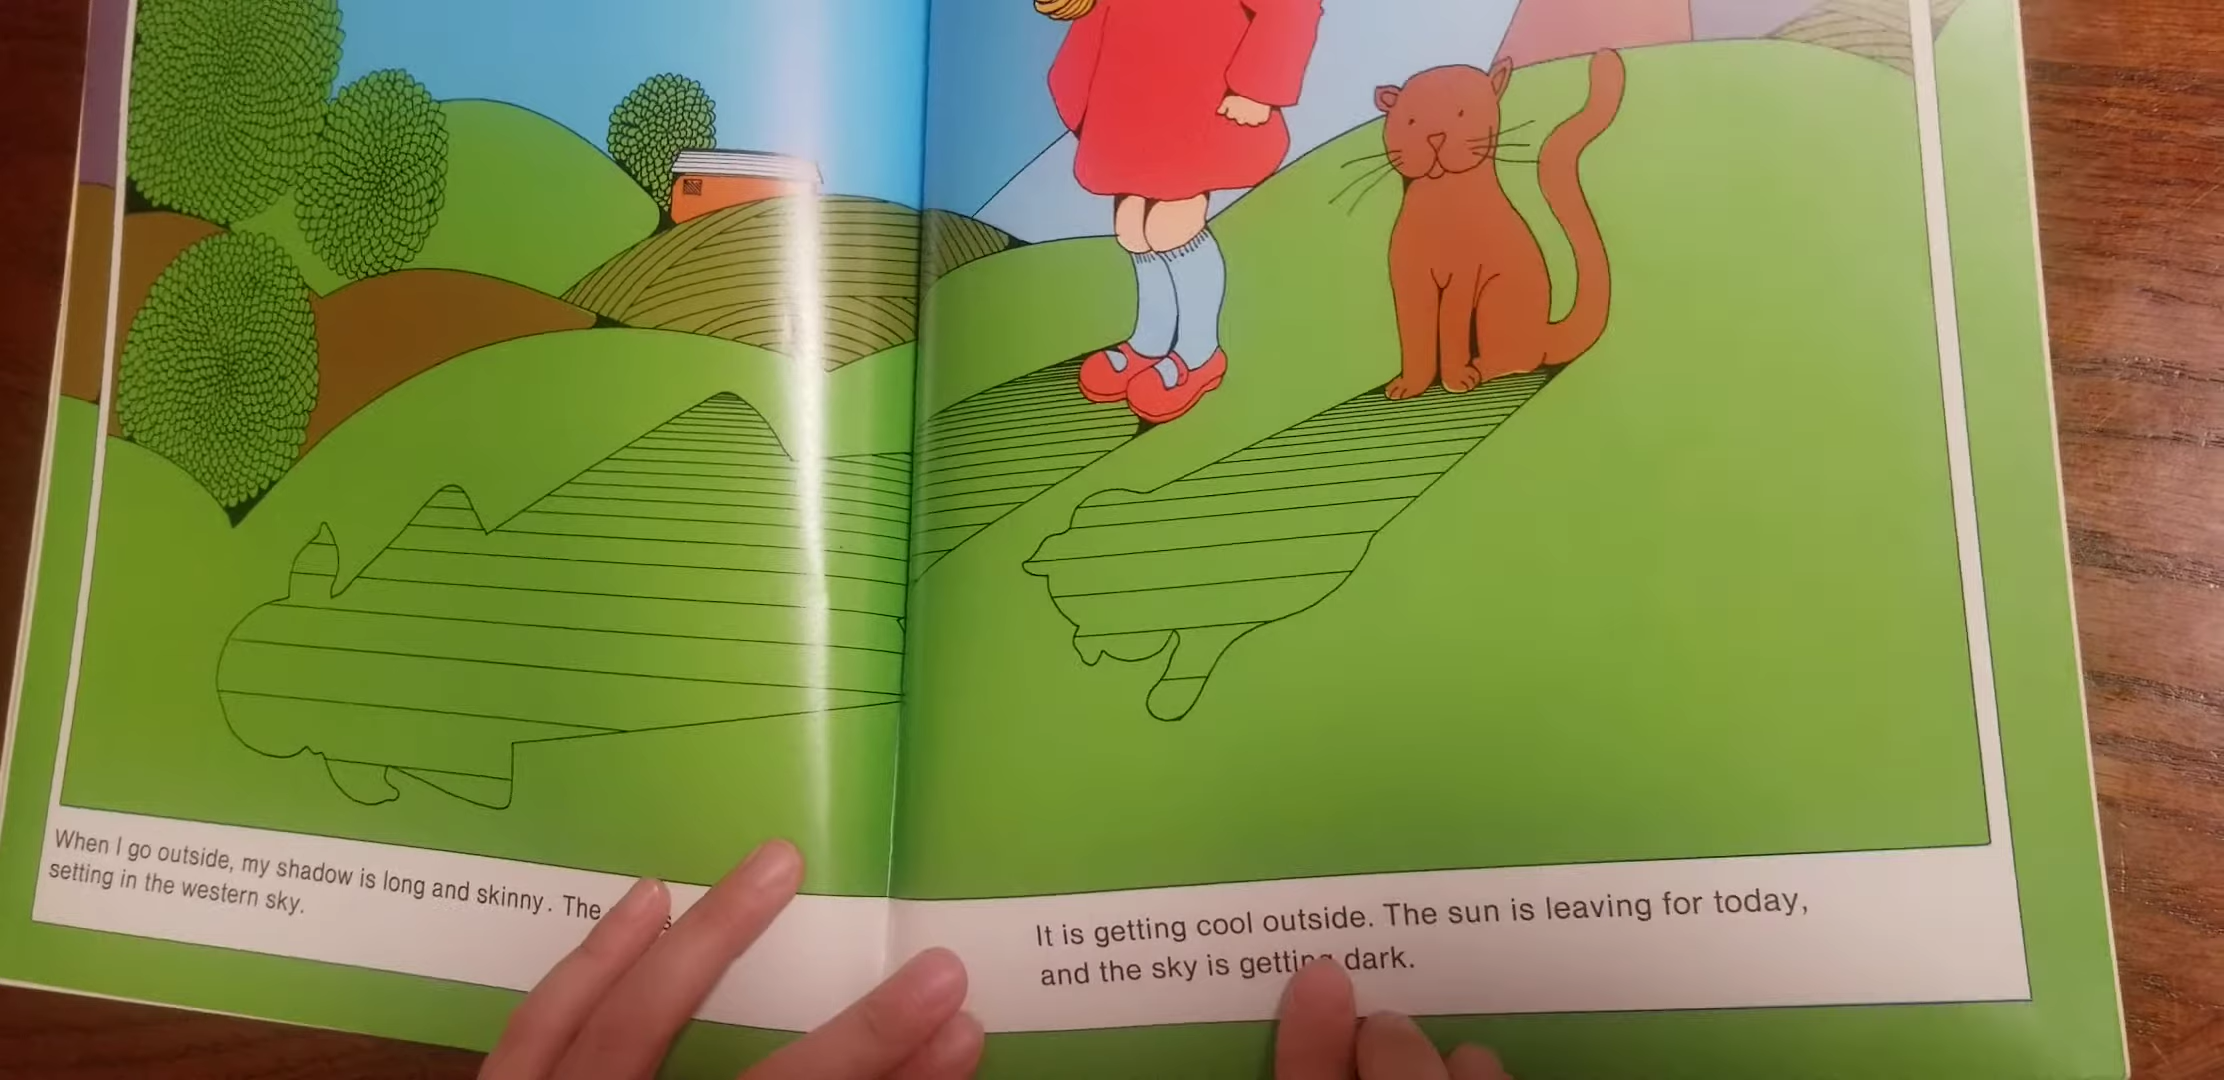 When I go outside, my shadow is long and skinny. The
setting in the western sky.
It is getting cool outside. The sun is leaving for today,
and the sky is getting dark.